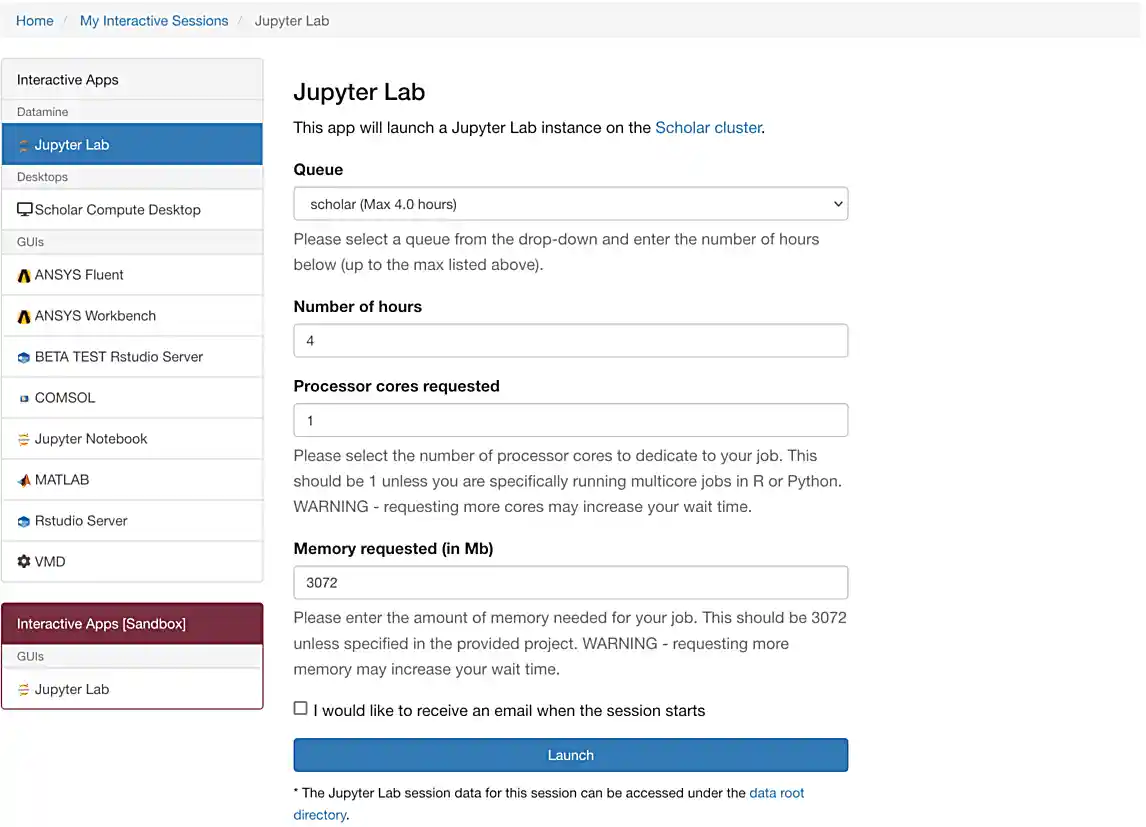 Home / My Interactive Sessions / Jupyter Lab
Interactive Apps
Datamine
Jupyter Lab
Desktops
Scholar Compute Desktop
GUIs
ANSYS Fluent
ANSYS Workbench
BETA TEST Rstudio Server
COMSOL
Jupyter Notebook
MATLAB
Rstudio Server
VMD
Interactive Apps [Sandbox]
GUIs
Jupyter Lab
Jupyter Lab
This app will launch a Jupyter Lab instance on the Scholar cluster.
Queue
scholar (Max 4.0 hours)
Please select a queue from the drop-down and enter the number of hours
below (up to the max listed above).
Number of hours
4
Processor cores requested
1
Please select the number of processor cores to dedicate to your job. This
should be 1 unless you are specifically running multicore jobs in R or Python.
WARNING - requesting more cores may increase your wait time.
Memory requested (in Mb)
3072
Please enter the amount of memory needed for your job. This should be 3072
unless specified in the provided project. WARNING - requesting more
memory may increase your wait time.
I would like to receive an email when the session starts
Launch
* The Jupyter Lab session data for this session can be accessed under the data root
directory.